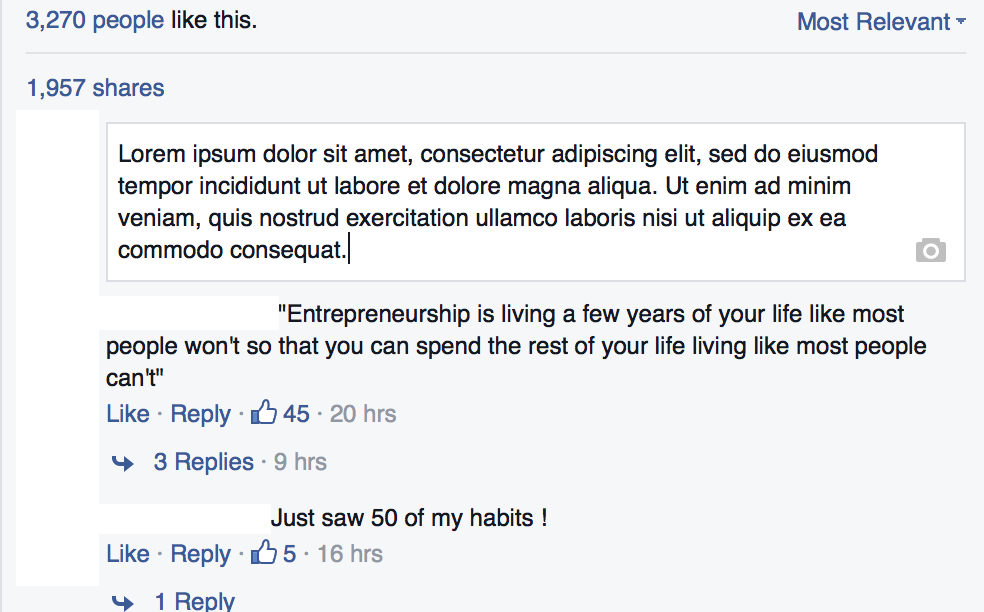 3,270 people like this. Most Relevant
1,957 shares
Lorem ipsum dolor sit amet, consectetur adipiscing elit, sed do eiusmod
tempor incididunt ut labore et dolore magna aliqua. Ut enim ad minim
veniam, quis nostrud exercitation ullamco laboris nisi ut aliquip ex ea
commodo consequat.
"Entrepreneurship is living a few years of your life like most
people won't so that you can spend the rest of your life living like most people
can't"
Like · Reply · 45 · 20 hrs
3 Replies · 9 hrs
Just saw 50 of my habits !
Like · Reply · 5 · 16 hrs
1 Reply